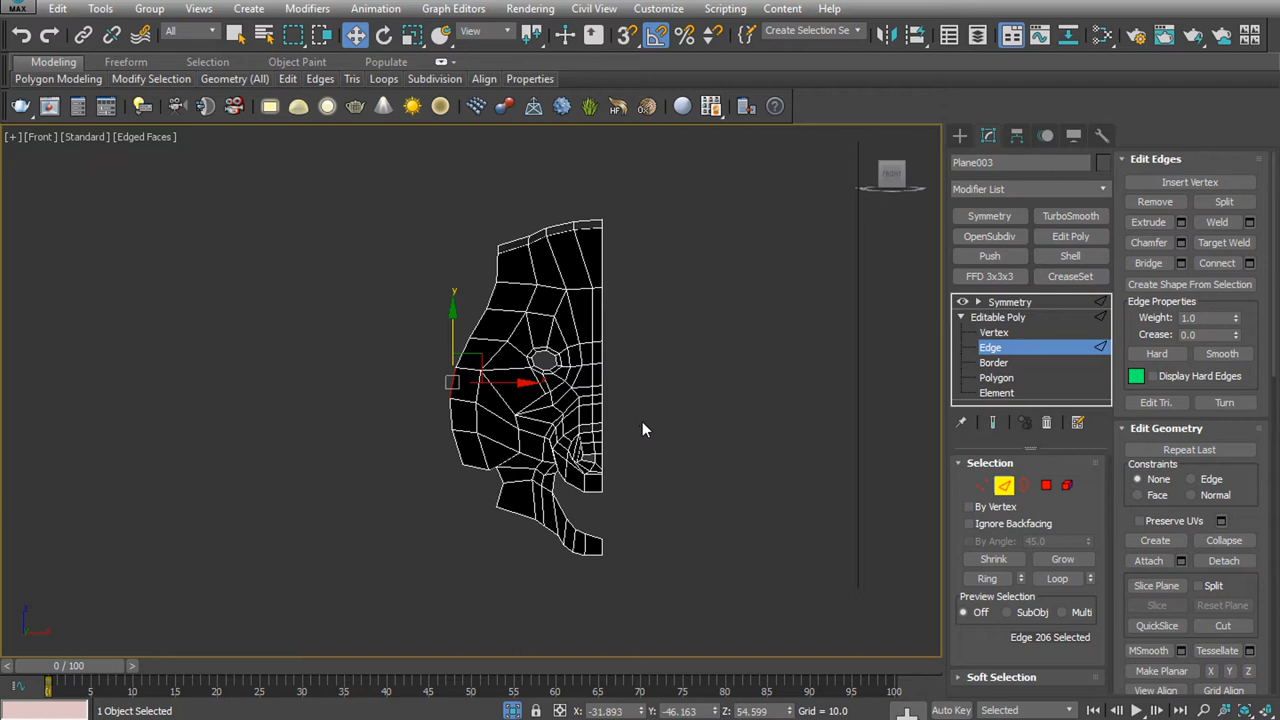 MAX
Edit Tools Group Views Create Modifiers Animation Graph Editors Rendering Civil View Customize Scripting Content Help
All View Create Selection Se
Modeling Freeform Selection Object Paint Populate
Polygon Modeling Modify Selection Geometry (All) Edit Edges Tris Loops Subdivision Align Properties
[+] [Front] [Standard] [Edged Faces]
FRONT
y
Plane003
Modifier List
Symmetry TurboSmooth
OpenSubdiv Edit Poly
Push Shell
FFD 3x3x3 CreaseSet
Symmetry
Editable Poly
Vertex
Edge
Border
Polygon
Element
Selection
By Vertex
Ignore Backfacing
By Angle: 45.0
Shrink Grow
Ring Loop
Preview Selection
Off SubObj Multi
Edge 206 Selected
Soft Selection
Edit Edges
Insert Vertex
Remove Split
Extrude Weld
Chamfer Target Weld
Bridge Connect
Create Shape From Selection
Edge Properties
Weight: 1.0
Crease: 0.0
Hard Smooth
Display Hard Edges
Edit Tri. Turn
Edit Geometry
Repeat Last
Constraints
None Edge
Face Normal
Preserve UVs
Create Collapse
Attach Detach
Slice Plane Split
Slice Reset Plane
QuickSlice Cut
MSmooth Tessellate
Make Planar X Y Z
View Align Grid Align
< 0 / 100 >
0 5 10 15 20 25 30 35 40 45 50 55 60 65 70 75 80 85 90 95 100
1 Object Selected X: -31.893 Y: -46.163 Z: 54.599 Grid = 10.0 Auto Key Selected